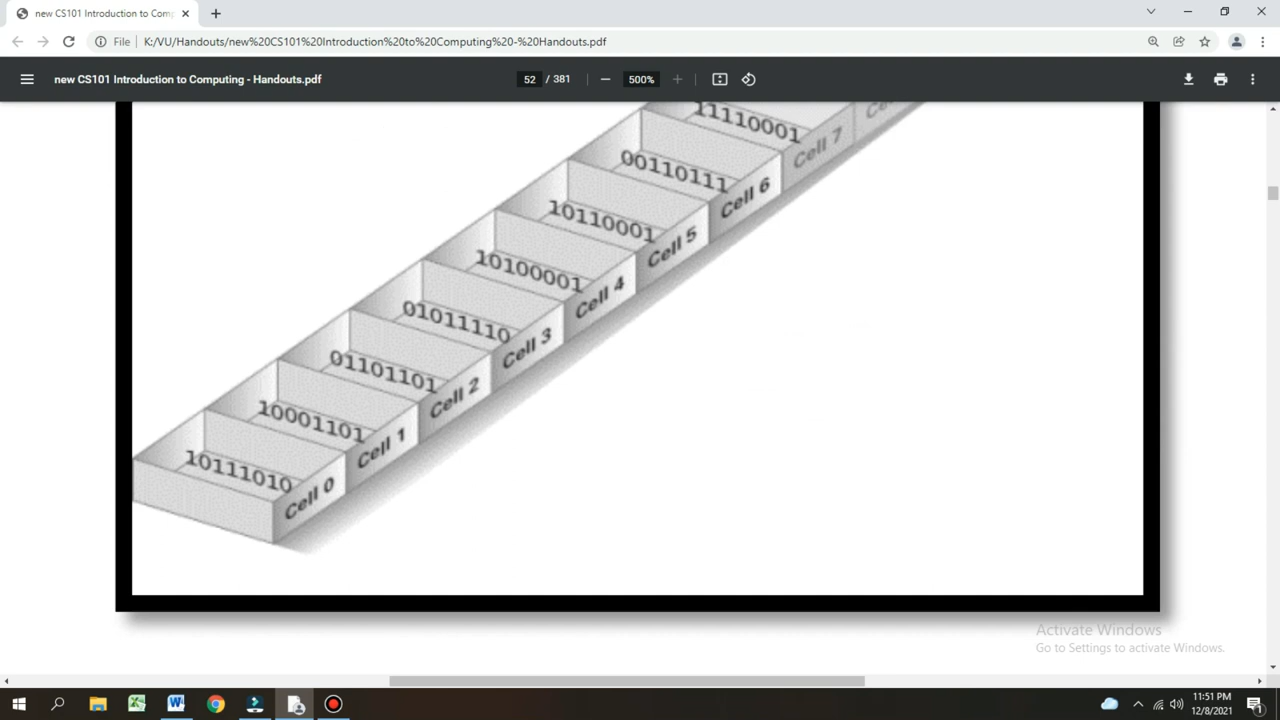 new CS101 Introduction to Comp
File
K:/VU/Handouts/new%20CS101%20Introduction%20to%20Computing%20-%20Handouts.pdf
new CS101 Introduction to Computing - Handouts.pdf
52 / 381
500%
11110001
Cell 7
00110111
Cell 6
10110001
Cell 5
10100001
Cell 4
01011110
Cell 3
01101101
Cell 2
10001101
Cell 1
10111010
Cell 0
Activate Windows
Go to Settings to activate Windows.
11:51 PM
12/8/2021
1